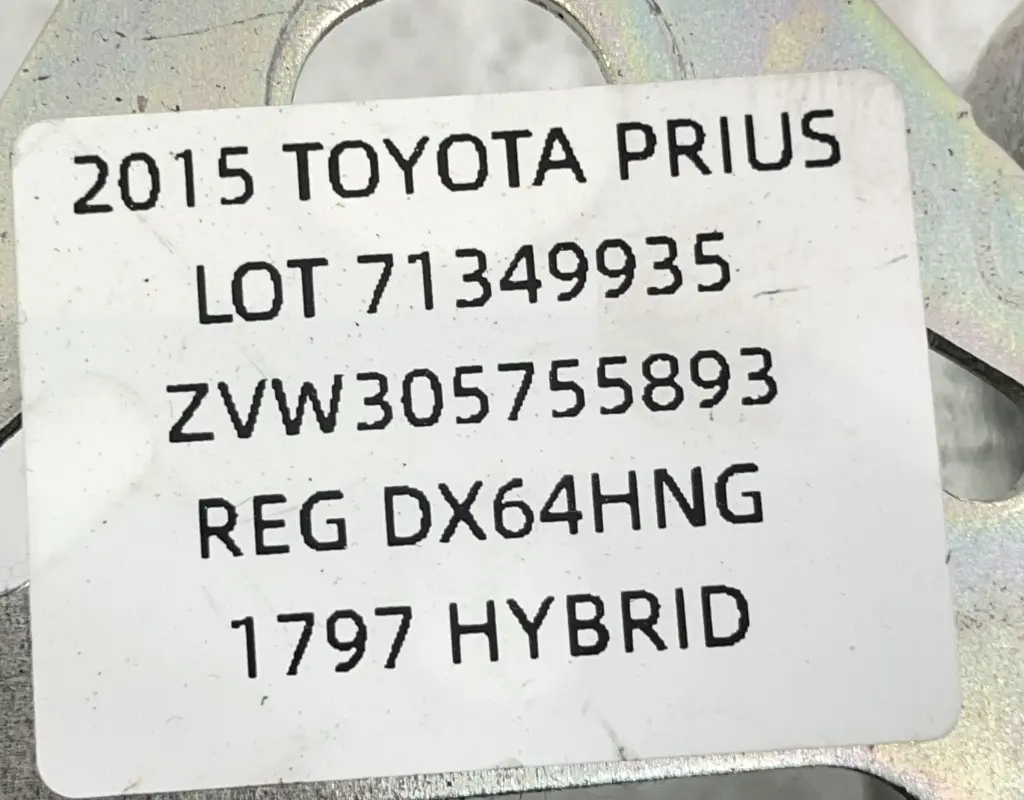 2015 TOYOTA PRIUS
LOT 71349935
ZVW305755893
REG DX64HNG
1797 HYBRID